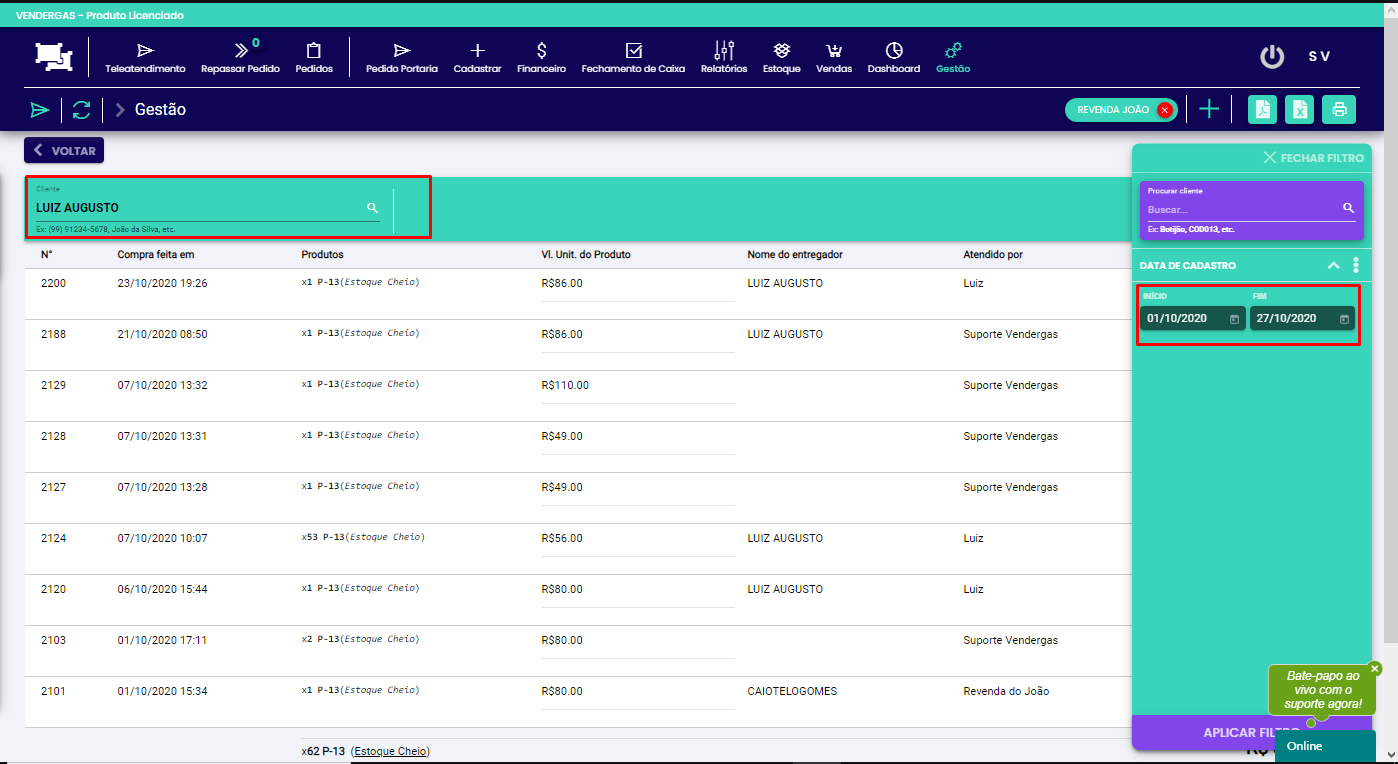 VENDERGAS - Produto Licenciado
Teleatendimento
0
Repassar Pedido
Pedidos
Pedido Portaria
Cadastrar
Financeiro
Fechamento de Caixa
Relatórios
Estoque
Vendas
Dashboard
Gestão
S V
Gestão
REVENDA JOÃO
VOLTAR
FECHAR FILTRO
Cliente
LUIZ AUGUSTO
Ex: (99) 91234-5678, João da Silva, etc.
Procurar cliente
Buscar...
Ex: Botijão, COD013, etc.
DATA DE CADASTRO
INÍCIO FIM
01/10/2020 27/10/2020
N° Compra feita em Produtos Vl. Unit. do Produto Nome do entregador Atendido por
2200 23/10/2020 19:26 x1 P-13(Estoque Cheio) R$86.00 LUIZ AUGUSTO Luiz
2188 21/10/2020 08:50 x1 P-13(Estoque Cheio) R$86.00 LUIZ AUGUSTO Suporte Vendergas
2129 07/10/2020 13:32 x1 P-13(Estoque Cheio) R$110.00 Suporte Vendergas
2128 07/10/2020 13:31 x1 P-13(Estoque Cheio) R$49.00 Suporte Vendergas
2127 07/10/2020 13:28 x1 P-13(Estoque Cheio) R$49.00 Suporte Vendergas
2124 07/10/2020 10:07 x53 P-13(Estoque Cheio) R$56.00 LUIZ AUGUSTO Luiz
2120 06/10/2020 15:44 x1 P-13(Estoque Cheio) R$80.00 LUIZ AUGUSTO Luiz
2103 01/10/2020 17:11 x2 P-13(Estoque Cheio) R$80.00 Suporte Vendergas
2101 01/10/2020 15:34 x1 P-13(Estoque Cheio) R$80.00 CAIOTELOGOMES Revenda do João
x62 P-13 (Estoque Cheio)
Bate-papo ao
vivo com o
suporte agora!
APLICAR
Online